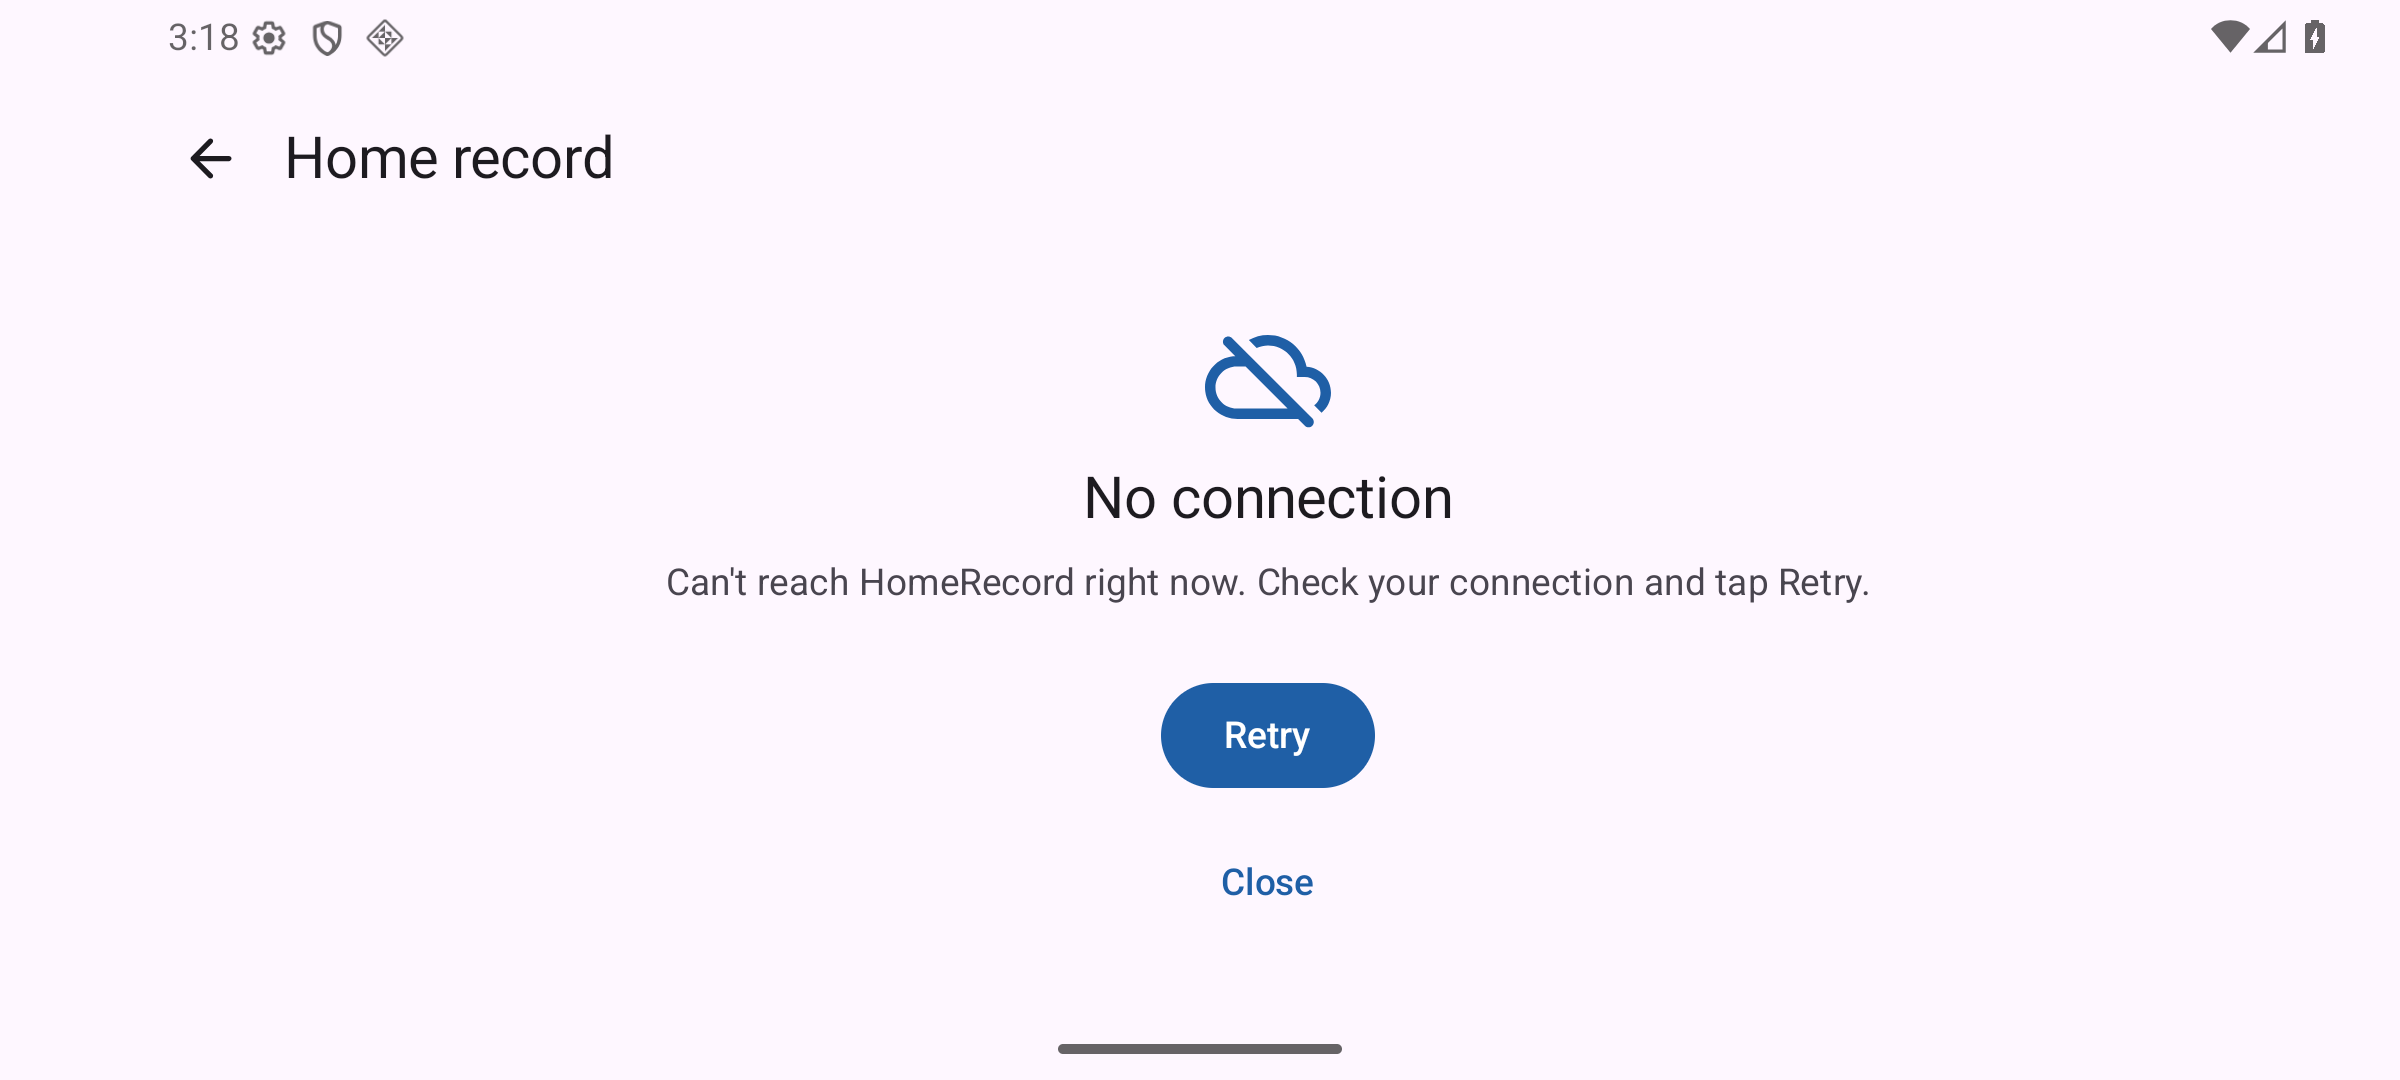 3:18
Home record
No connection
Can't reach HomeRecord right now. Check your connection and tap Retry.
Retry
Close